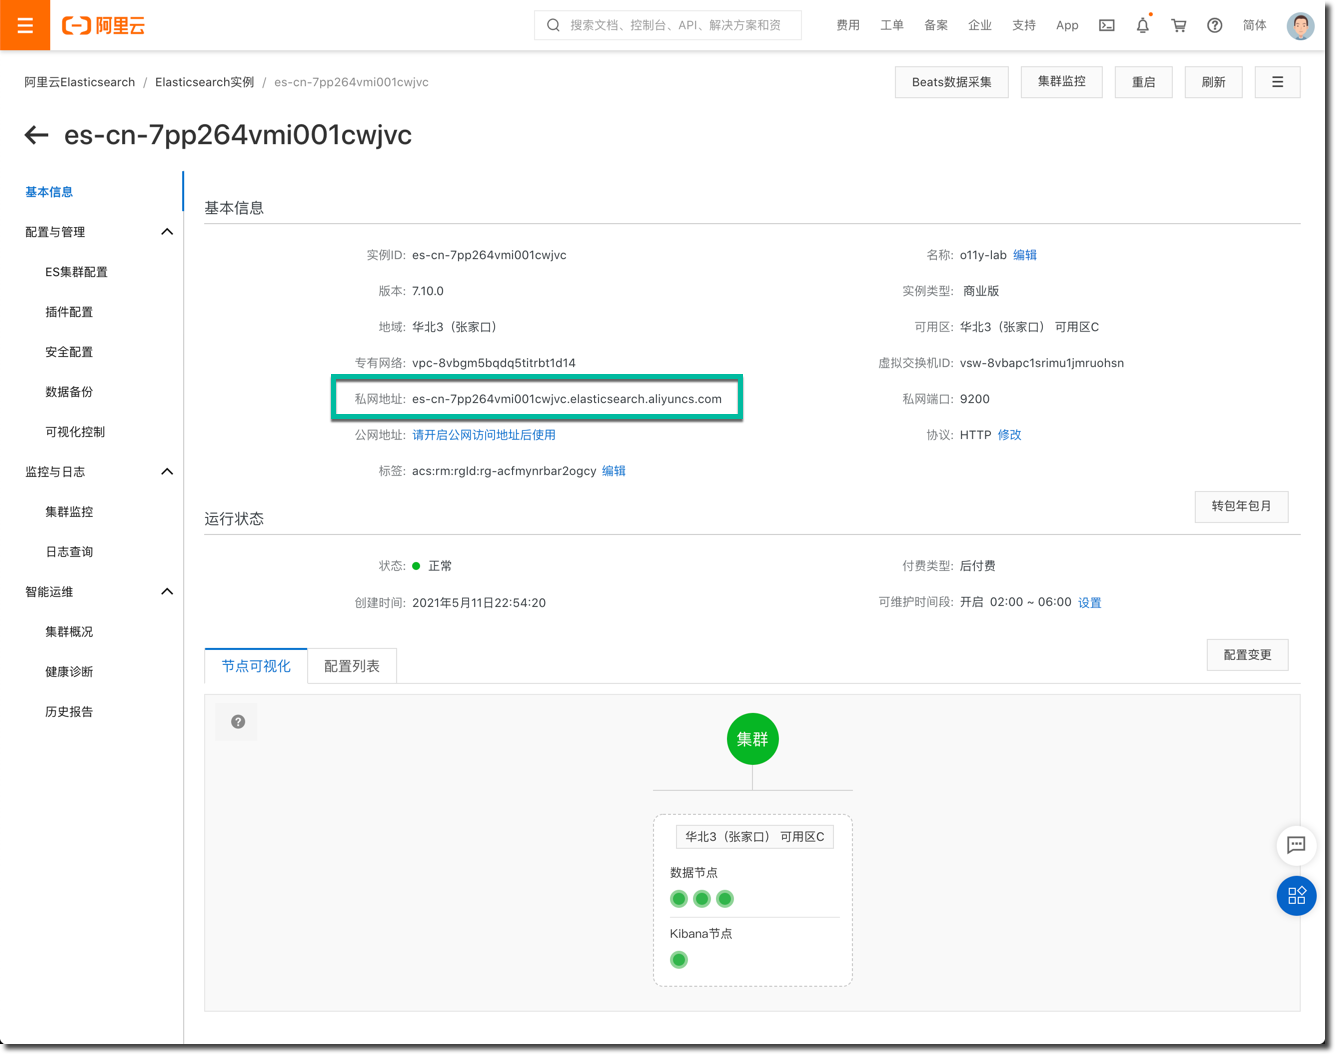 阿里云
搜索文档、控制台、API、解决方案和资
费用 工单 备案 企业 支持 App 简体
阿里云Elasticsearch / Elasticsearch实例 / es-cn-7pp264vmi001cwjvc
Beats数据采集 集群监控 重启 刷新
es-cn-7pp264vmi001cwjvc
基本信息
配置与管理
ES集群配置
插件配置
安全配置
数据备份
可视化控制
监控与日志
集群监控
日志查询
智能运维
集群概况
健康诊断
历史报告
基本信息
实例ID: es-cn-7pp264vmi001cwjvc
名称: o11y-lab 编辑
版本: 7.10.0
实例类型: 商业版
地域: 华北3（张家口）
可用区: 华北3（张家口） 可用区C
专有网络: vpc-8vbgm5bqdq5titrbt1d14
虚拟交换机ID: vsw-8vbapc1srimu1jmruohsn
私网地址: es-cn-7pp264vmi001cwjvc.elasticsearch.aliyuncs.com
私网端口: 9200
公网地址: 请开启公网访问地址后使用
协议: HTTP 修改
标签: acs:rm:rgId:rg-acfmynrbar2ogcy 编辑
运行状态
转包年包月
状态: 正常
付费类型: 后付费
创建时间: 2021年5月11日22:54:20
可维护时间段: 开启 02:00 ~ 06:00 设置
节点可视化 配置列表
配置变更
集群
华北3（张家口） 可用区C
数据节点
Kibana节点